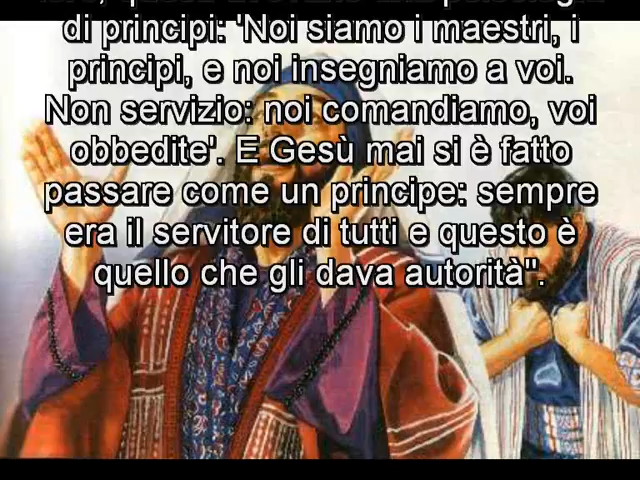 di principi: 'Noi siamo i maestri, i
principi, e noi insegniamo a voi.
Non servizio: noi comandiamo, voi
obbedite'. E Gesù mai si è fatto
passare come un principe: sempre
era il servitore di tutti e questo è
quello che gli dava autorità".